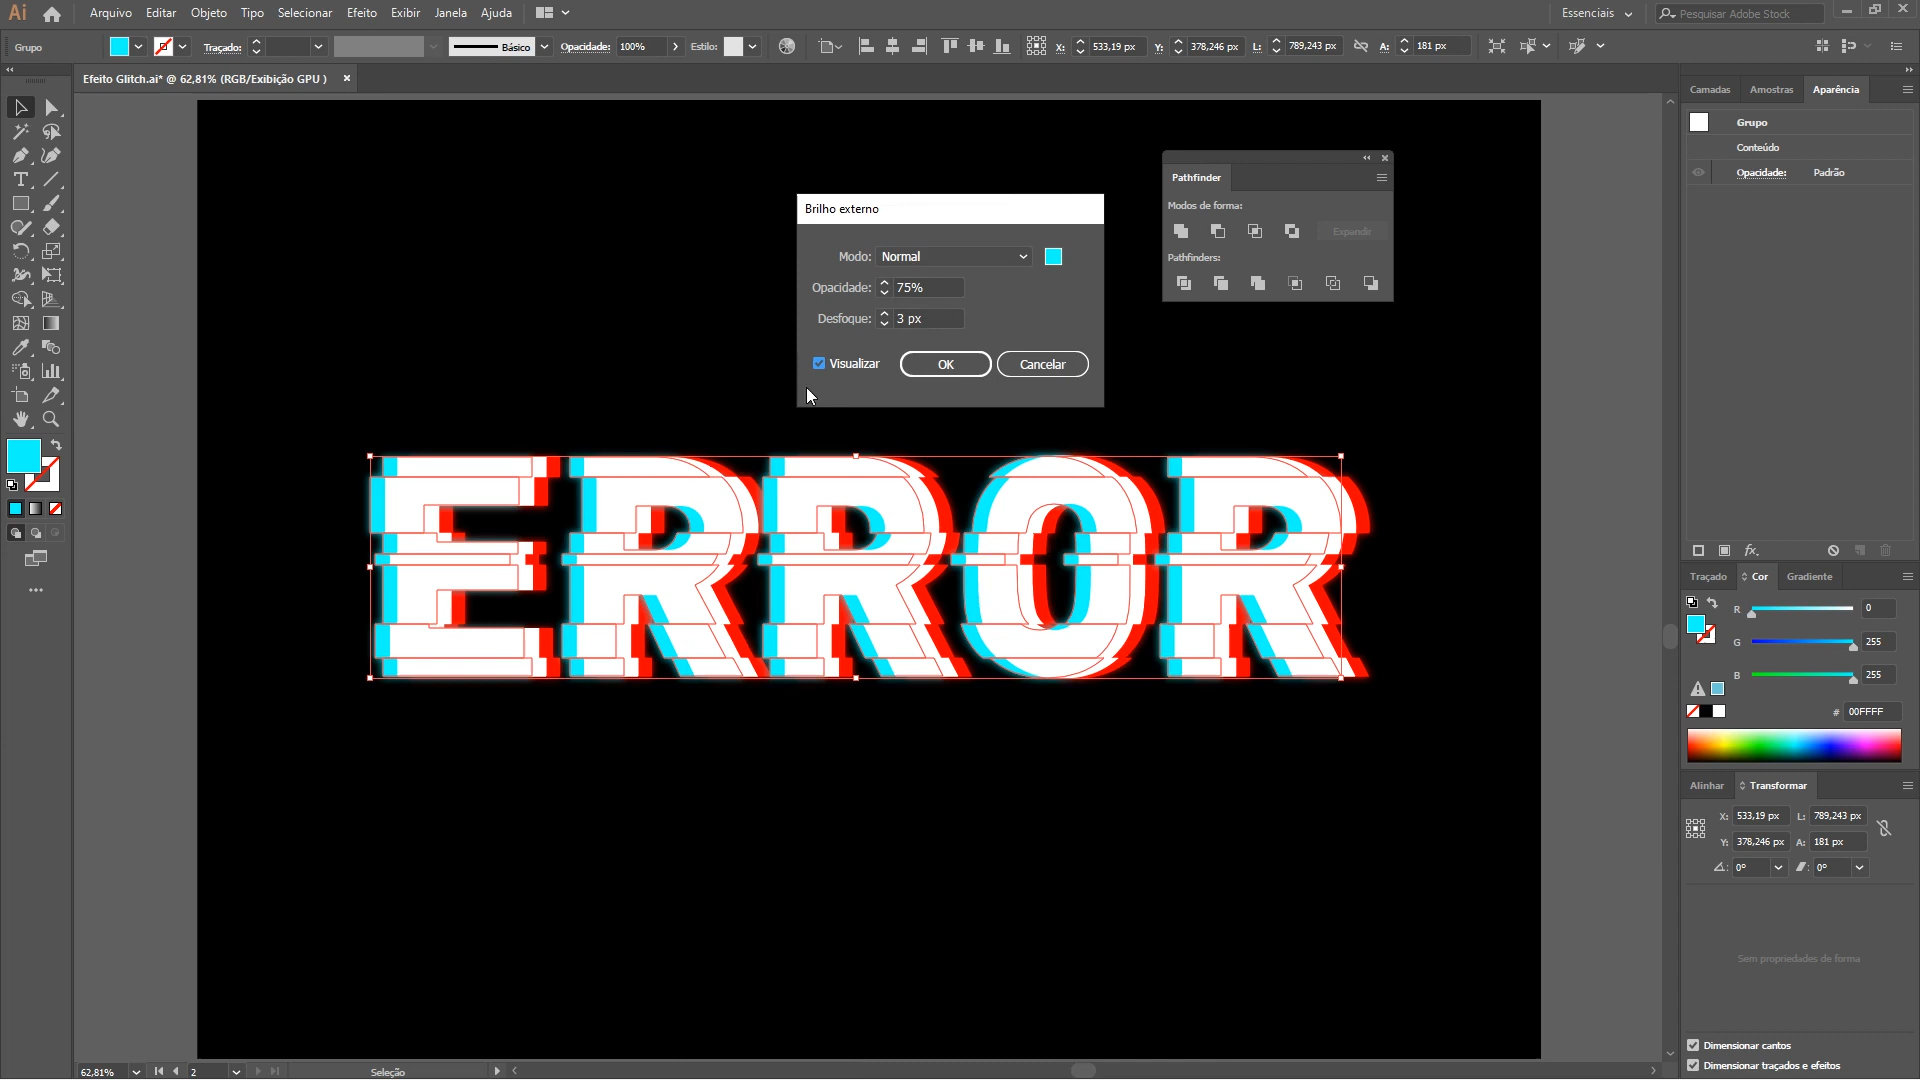 Ai Arquivo Editar Objeto Tipo Selecionar Efeito Exibir Janela Ajuda Essenciais Pesquisar Adobe Stock
Grupo Traçado: Básico Opacidade: 100% Estilo: X: 533,19 px Y: 378,246 px L: 789,243 px A: 181 px
Efeito Glitch.ai* @ 62,81% (RGB/Exibição GPU )
Camadas Amostras Aparência
Grupo
Conteúdo
Opacidade: Padrão
Pathfinder
Modos de forma:
Expandir
Pathfinders:
Brilho externo
Modo: Normal
Opacidade: 75%
Desfoque: 3 px
Visualizar OK Cancelar
ERROR
fx.
Traçado Cor Gradiente
R 0
G 255
B 255
# 00FFFF
Alinhar Transformar
X: 533,19 px L: 789,243 px
Y: 378,246 px A: 181 px
0° 0°
Sem propriedades de forma
Dimensionar cantos
Dimensionar traçados e efeitos
62,81% 2 Seleção